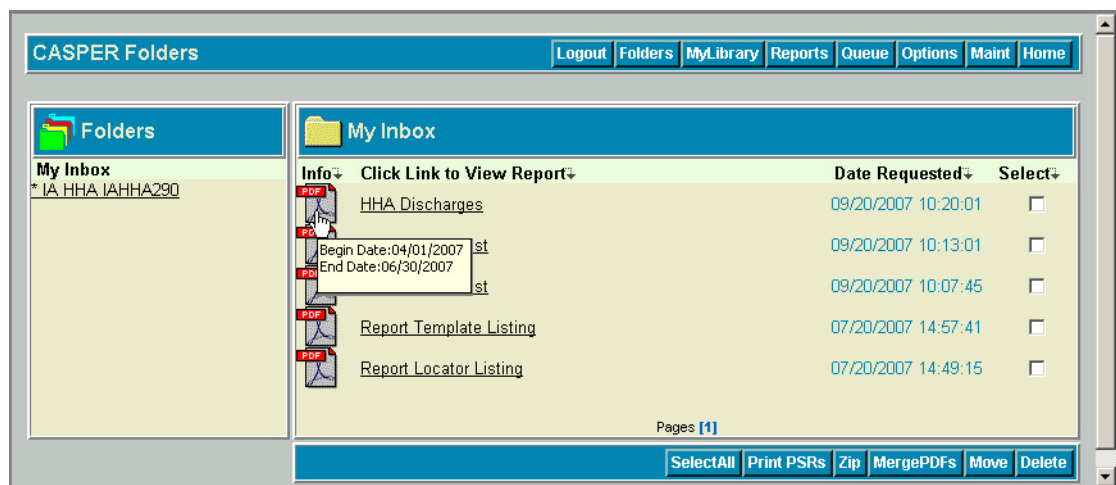 CASPER Folders
Logout Folders MyLibrary Reports Queue Options Maint Home
Folders
My Inbox
My Inbox
* IA HHA IAHHA290
Info Click Link to View Report Date Requested Select
PDF HHA Discharges 09/20/2007 10:20:01
st 09/20/2007 10:13:01
Begin Date:04/01/2007
End Date:06/30/2007
st 09/20/2007 10:07:45
PDF Report Template Listing 07/20/2007 14:57:41
PDF Report Locator Listing 07/20/2007 14:49:15
Pages [1]
SelectAll Print PSRs Zip MergePDFs Move Delete